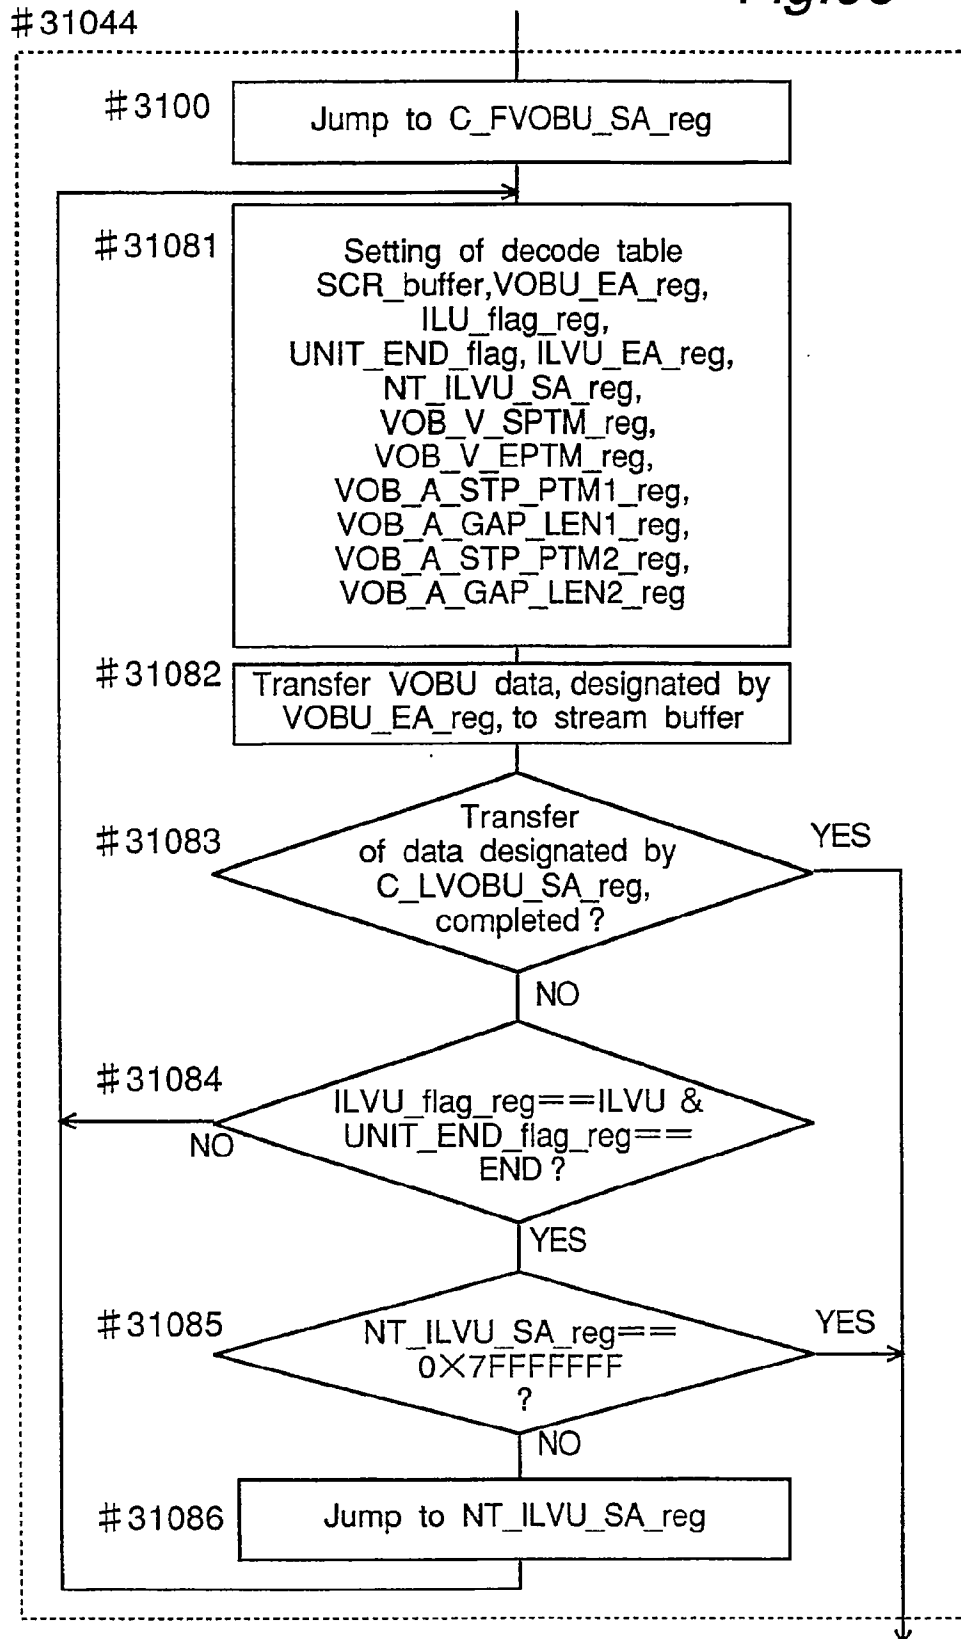 #31044
#3100
Jump to C_FVOBU_SA_reg
#31081
Setting of decode table
SCR_buffer,VOBU_EA_reg,
ILU_flag_reg,
UNIT_END_flag, ILVU_EA_reg,
NT_ILVU_SA_reg,
VOB_V_SPTM_reg,
VOB_V_EPTM_reg,
VOB_A_STP_PTM1_reg,
VOB_A_GAP_LEN1_reg,
VOB_A_STP_PTM2_reg,
VOB_A_GAP_LEN2_reg
#31082
Transfer VOBU data, designated by
VOBU_EA_reg, to stream buffer
#31083
Transfer
of data designated by
C_LVOBU_SA_reg,
completed ?
YES
NO
#31084
ILVU_flag_reg==ILVU &
UNIT_END_flag_reg==
END ?
NO
YES
#31085
NT_ILVU_SA_reg==
0X7FFFFFFF
?
YES
NO
#31086
Jump to NT_ILVU_SA_reg